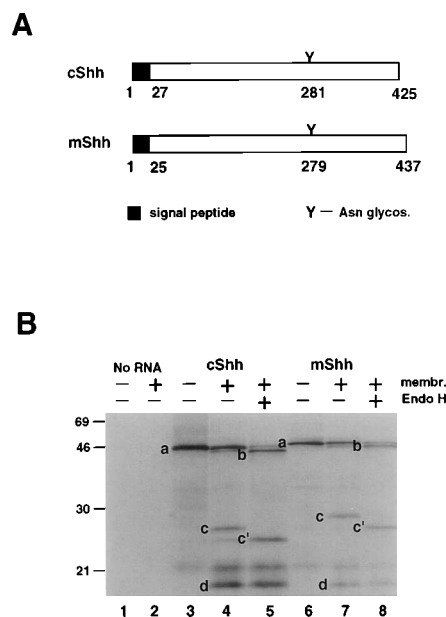 A
Y
cShh
1 27 281 425
Y
mShh
1 25 279 437
signal peptide Y — Asn glycos.
B
No RNA cShh mShh
− + − + + − + + membr.
− − − − + − − + Endo H
69
46
a b a b
30
c c' c c'
21
d d
1 2 3 4 5 6 7 8